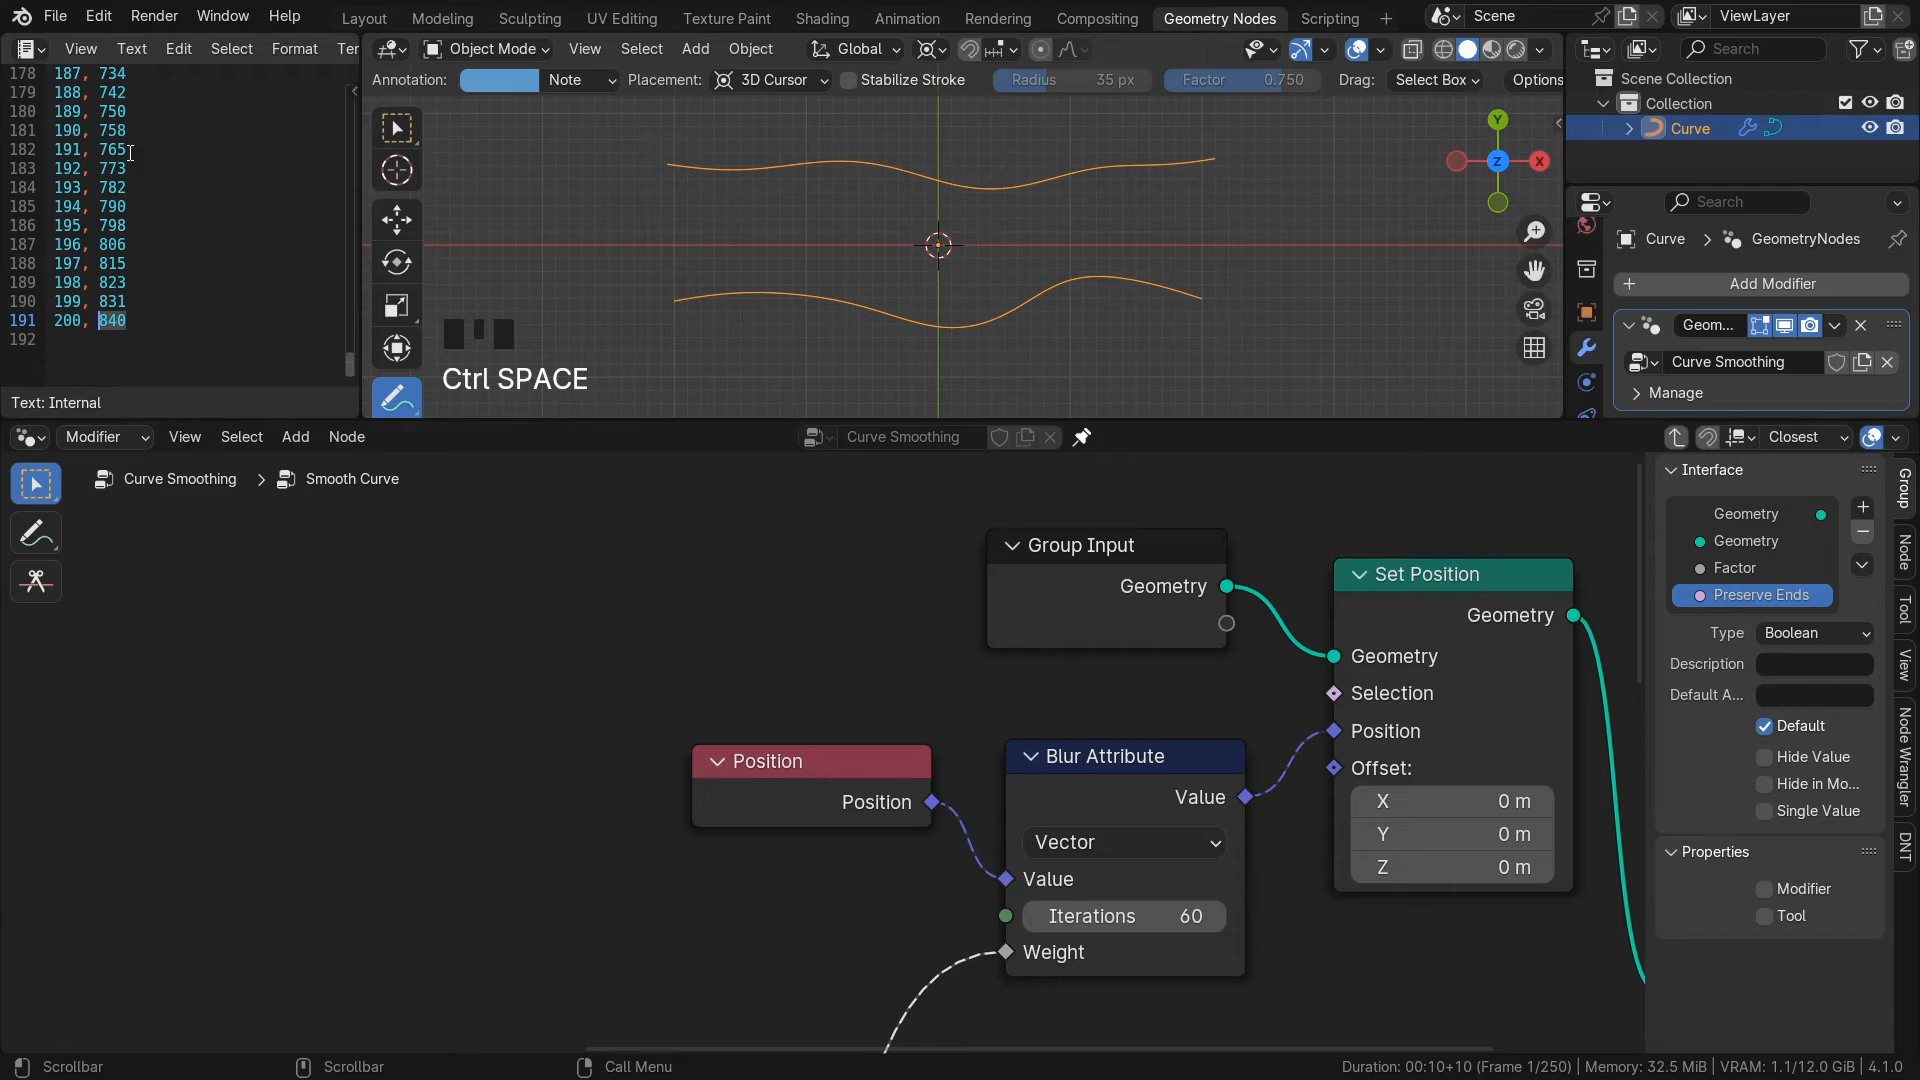 File Edit Render Window Help Layout Modeling Sculpting UV Editing Texture Paint Shading Animation Rendering Compositing Geometry Nodes Scripting + Scene ViewLayer
View Text Edit Select Format Ter
Object Mode View Select Add Object Global Search
Annotation: Note Placement: 3D Cursor Stabilize Stroke Radius 35 px Factor 0.750 Drag: Select Box Options
178 187, 734
179 188, 742
180 189, 750
181 190, 758
182 191, 765
183 192, 773
184 193, 782
185 194, 790
186 195, 798
187 196, 806
188 197, 815
189 198, 823
190 199, 831
191 200, 840
192
Text: Internal
Y
Z
X
Ctrl SPACE
Scene Collection
Collection
Curve
Search
Curve > GeometryNodes
+ Add Modifier
Geom...
Curve Smoothing
Manage
Modifier View Select Add Node Curve Smoothing Closest
Curve Smoothing > Smooth Curve
Group Input
Geometry
Position
Position
Blur Attribute
Value
Vector
Value
Iterations 60
Weight
Set Position
Geometry
Geometry
Selection
Position
Offset:
X 0 m
Y 0 m
Z 0 m
Interface
Geometry
Geometry
Factor
Preserve Ends
Type Boolean
Description
Default A...
Default
Hide Value
Hide in Mo...
Single Value
Properties
Modifier
Tool
Group
Node
Tool
View
Node Wrangler
DNT
Scrollbar Scrollbar Call Menu Duration: 00:10+10 (Frame 1/250) | Memory: 32.5 MiB | VRAM: 1.1/12.0 GiB | 4.1.0